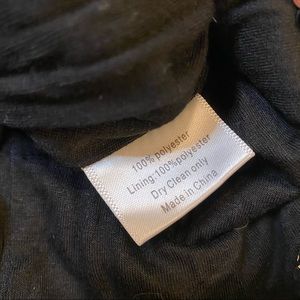 100% polyester
Lining:100%polyester
Dry Clean only
Made in China